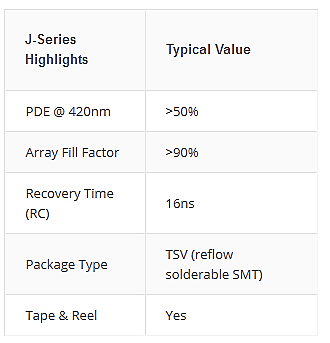 J-Series
Highlights
Typical Value
PDE @ 420nm
>50%
Array Fill Factor
>90%
Recovery Time
(RC)
16ns
Package Type
TSV (reflow
solderable SMT)
Tape & Reel
Yes